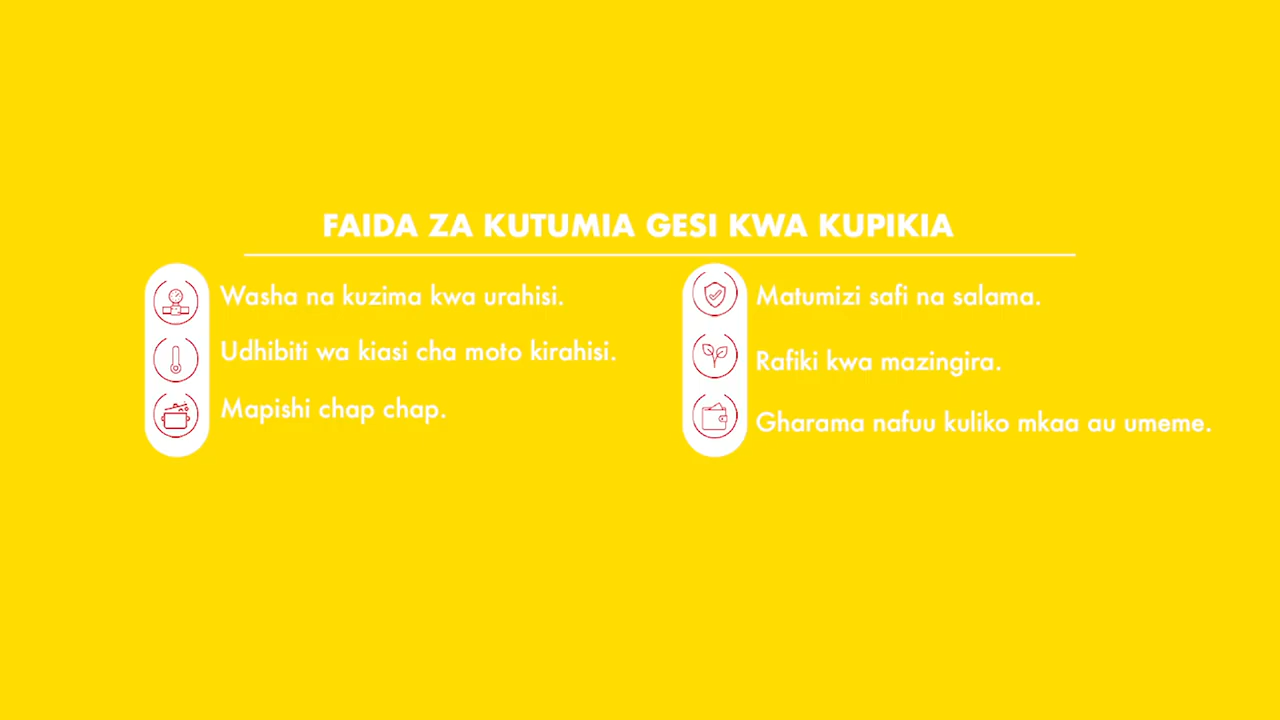 FAIDA ZA KUTUMIA GESI KWA KUPIKIA
Washa na kuzima kwa urahisi.
Udhibiti wa kiasi cha moto kirahisi.
Mapishi chap chap.
Matumizi safi na salama.
Rafiki kwa mazingira.
Gharama nafuu kuliko mkaa au umeme.